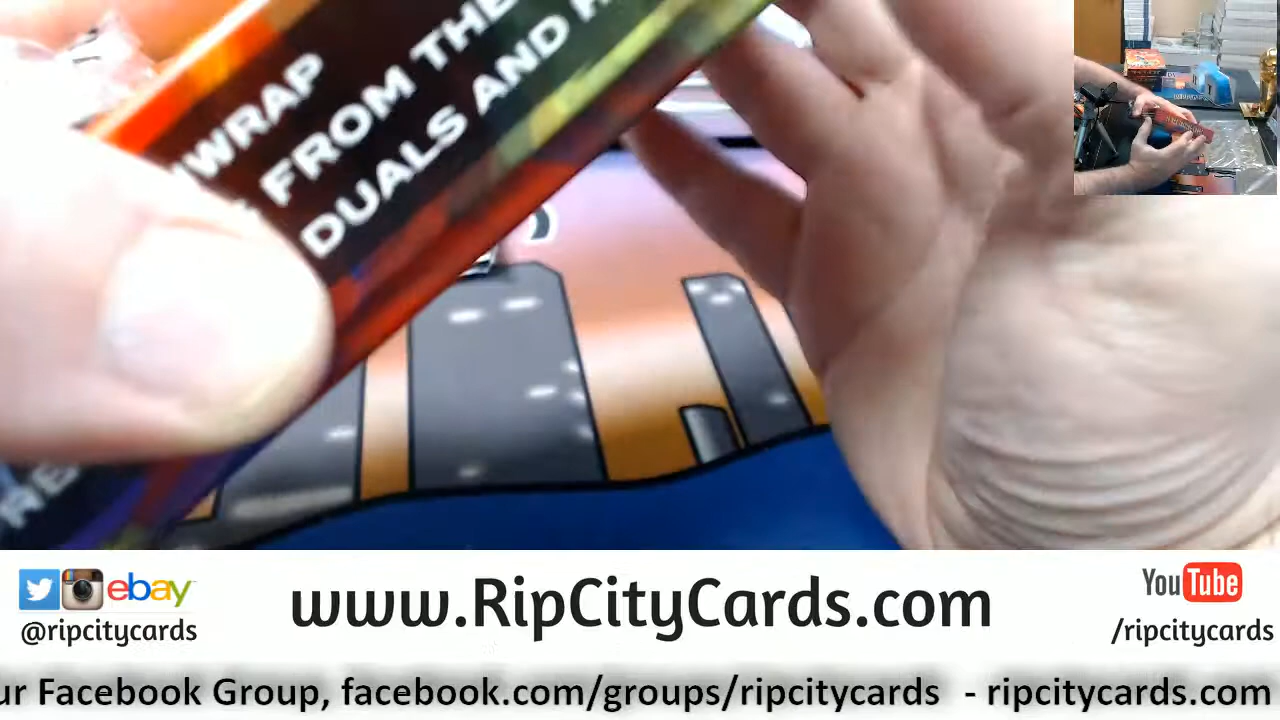 WRAP
FROM THE
DUALS AND
ebay
@ripcitycards
www.RipCityCards.com
YouTube
/ripcitycards
ur Facebook Group, facebook.com/groups/ripcitycards - ripcitycards.com